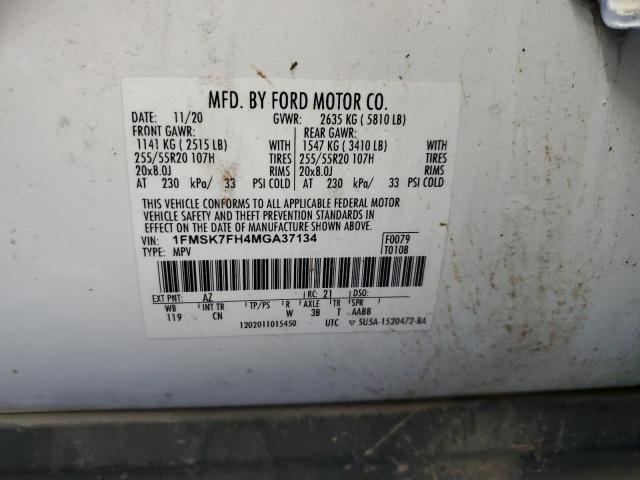 MFD. BY FORD MOTOR CO.
DATE: 11/20 GVWR: 2635 KG ( 5810 LB)
FRONT GAWR: REAR GAWR:
1141 KG ( 2515 LB) WITH 1547 KG ( 3410 LB) WITH
255/55R20 107H TIRES 255/55R20 107H TIRES
20x8.0J RIMS 20x8.0J RIMS
AT 230 kPa/ 33 PSI COLD AT 230 kPa/ 33 PSI COLD
THIS VEHICLE CONFORMS TO ALL APPLICABLE FEDERAL MOTOR
VEHICLE SAFETY AND THEFT PREVENTION STANDARDS IN
EFFECT ON THE DATE OF MANUFACTURE SHOWN ABOVE.
VIN: 1FMSK7FH4MGA37134 F0079
TYPE: MPV T0108
EXT PNT: AZ RC: 21 DSO:
WB INT TR TP/PS R AXLE TR SPR
119 CN W 3B T AABB
1202011015450 UTC ▽ 5U5A-1520472-BA